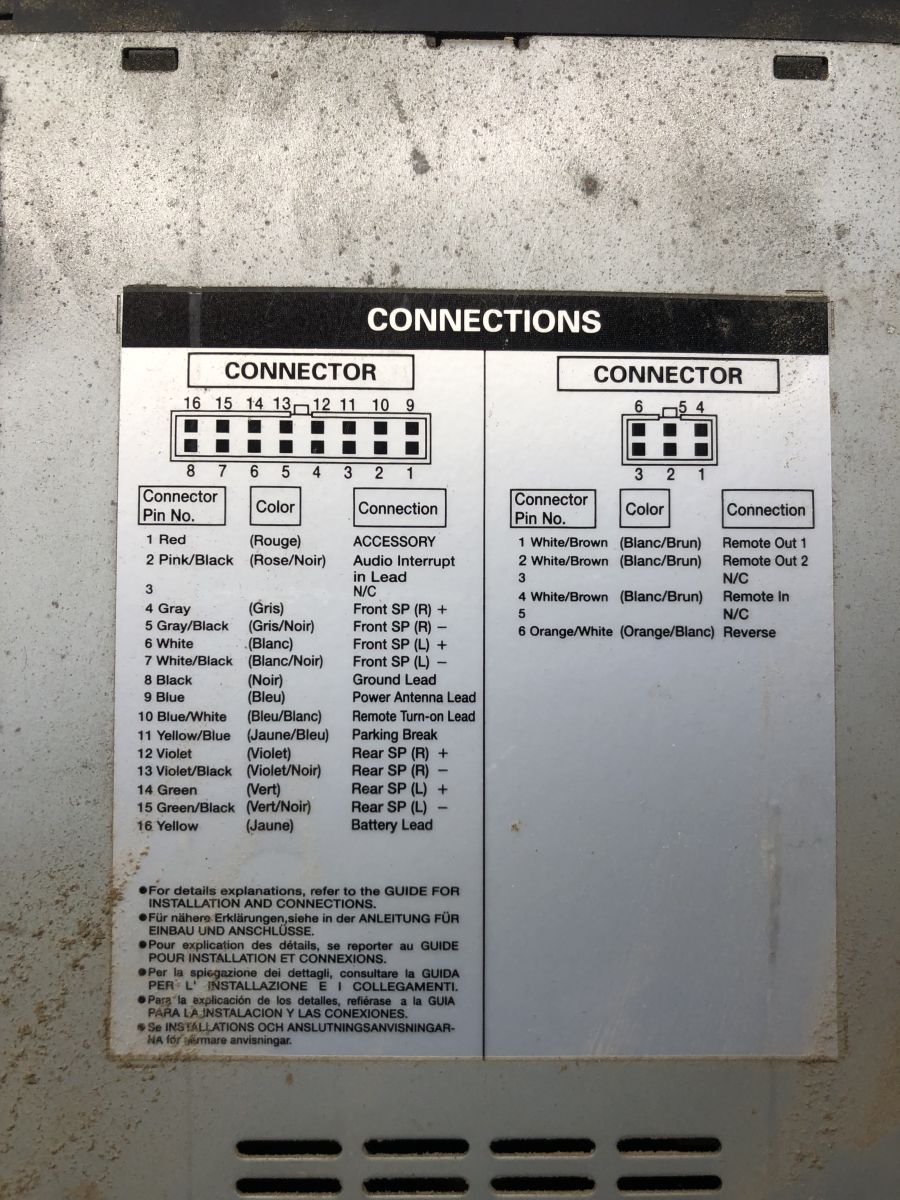 CONNECTIONS
CONNECTOR
16 15 14 13 12 11 10 9
8 7 6 5 4 3 2 1
Connector Pin No. Color Connection
1 Red (Rouge) ACCESSORY
2 Pink/Black (Rose/Noir) Audio Interrupt
in Lead
3 N/C
4 Gray (Gris) Front SP (R) +
5 Gray/Black (Gris/Noir) Front SP (R) −
6 White (Blanc) Front SP (L) +
7 White/Black (Blanc/Noir) Front SP (L) −
8 Black (Noir) Ground Lead
9 Blue (Bleu) Power Antenna Lead
10 Blue/White (Bleu/Blanc) Remote Turn-on Lead
11 Yellow/Blue (Jaune/Bleu) Parking Break
12 Violet (Violet) Rear SP (R) +
13 Violet/Black (Violet/Noir) Rear SP (R) −
14 Green (Vert) Rear SP (L) +
15 Green/Black (Vert/Noir) Rear SP (L) −
16 Yellow (Jaune) Battery Lead
●For details explanations, refer to the GUIDE FOR
INSTALLATION AND CONNECTIONS.
●Für nähere Erklärungen,siehe in der ANLEITUNG FÜR
EINBAU UND ANSCHLÜSSE.
●Pour explication des détails, se reporter au GUIDE
POUR INSTALLATION ET CONNEXIONS.
●Per la spiegazione dei dettagli, consultare la GUIDA
PER L' INSTALLAZIONE E I COLLEGAMENTI.
●Para la explicación de los detalles, refiérase a la GUIA
PARA LA INSTALACION Y LAS CONEXIONES.
●Se INSTALLATIONS OCH ANSLUTNINGSANVISNINGAR-
NA för närmare anvisningar.
CONNECTOR
6 5 4
3 2 1
Connector Pin No. Color Connection
1 White/Brown (Blanc/Brun) Remote Out 1
2 White/Brown (Blanc/Brun) Remote Out 2
3 N/C
4 White/Brown (Blanc/Brun) Remote In
5 N/C
6 Orange/White (Orange/Blanc) Reverse